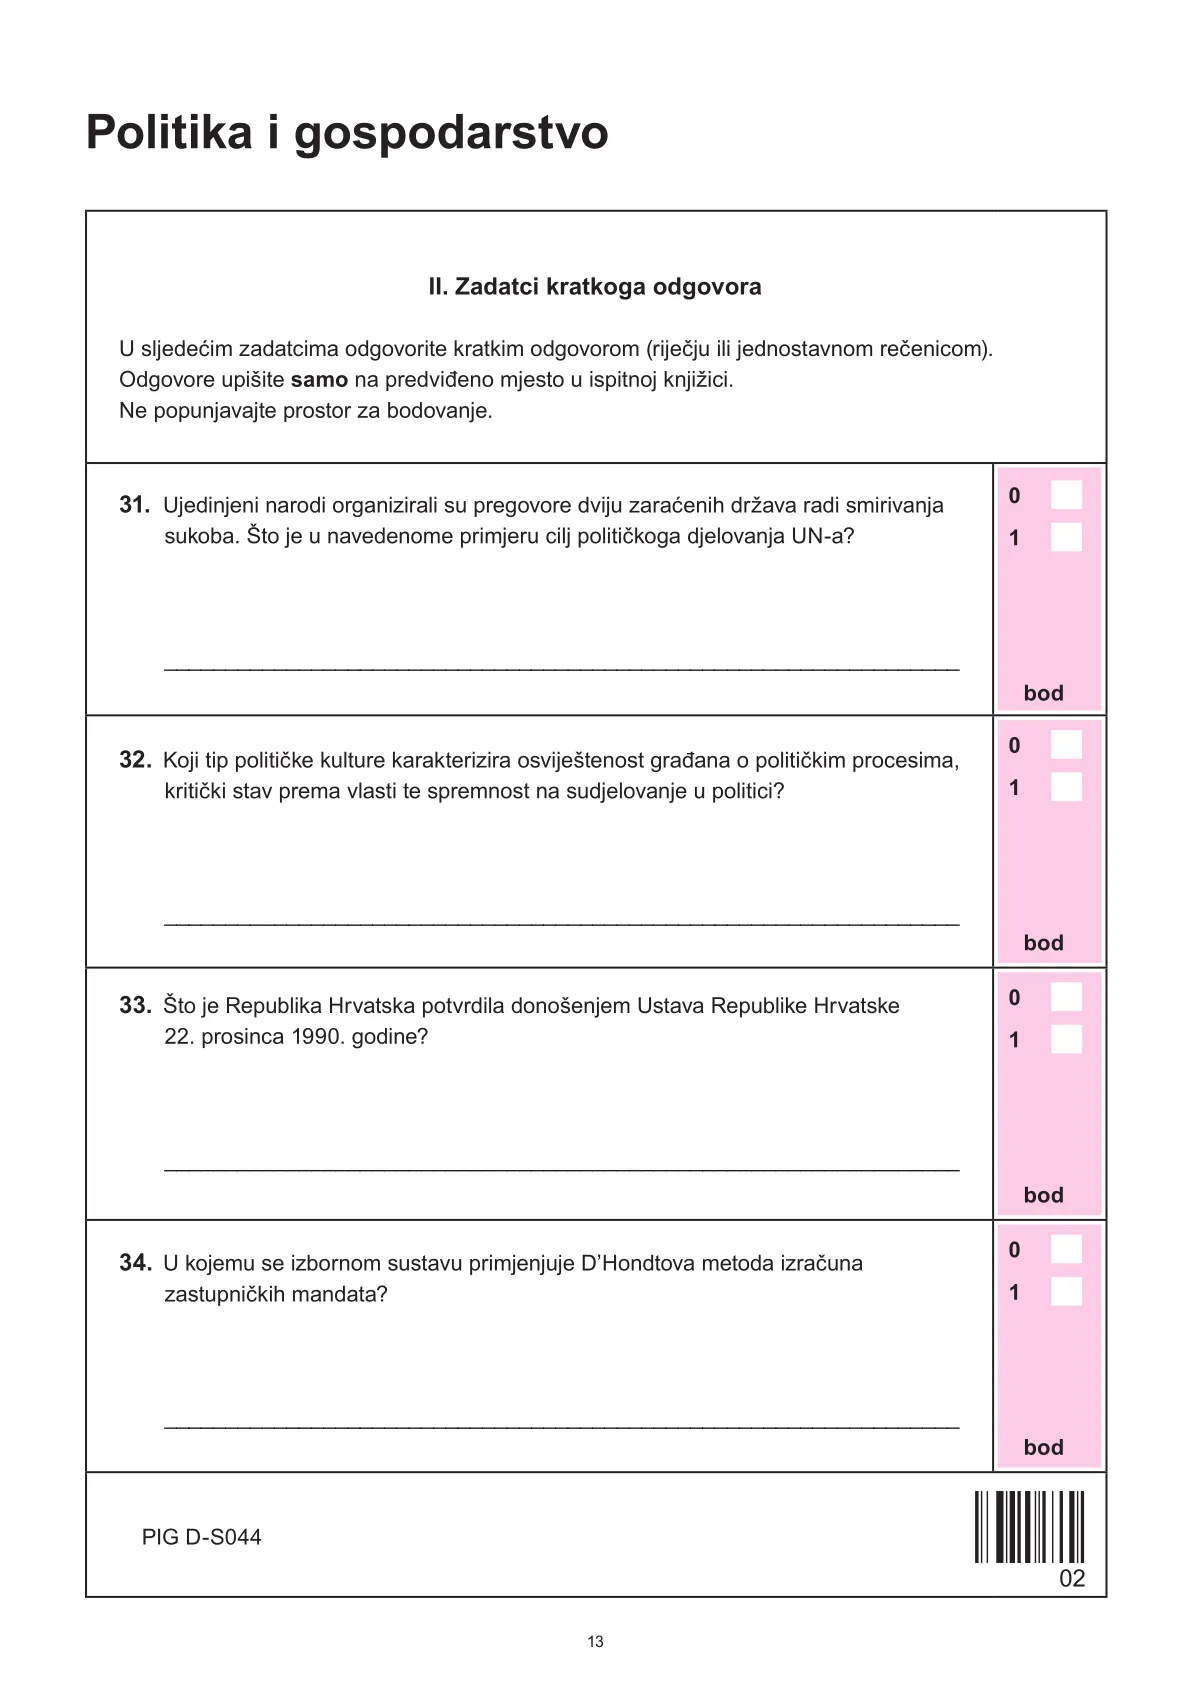 Politika i gospodarstvo
II. Zadatci kratkoga odgovora
U sljedećim zadatcima odgovorite kratkim odgovorom (riječju ili jednostavnom rečenicom).
Odgovore upišite samo na predviđeno mjesto u ispitnoj knjižici.
Ne popunjavajte prostor za bodovanje.
31. Ujedinjeni narodi organizirali su pregovore dviju zaraćenih država radi smirivanja
sukoba. Što je u navedenome primjeru cilj političkoga djelovanja UN-a?
0
1
bod
32. Koji tip političke kulture karakterizira osviještenost građana o političkim procesima,
kritički stav prema vlasti te spremnost na sudjelovanje u politici?
0
1
bod
33. Što je Republika Hrvatska potvrdila donošenjem Ustava Republike Hrvatske
22. prosinca 1990. godine?
0
1
bod
34. U kojemu se izbornom sustavu primjenjuje D’Hondtova metoda izračuna
zastupničkih mandata?
0
1
bod
PIG D-S044
02
13